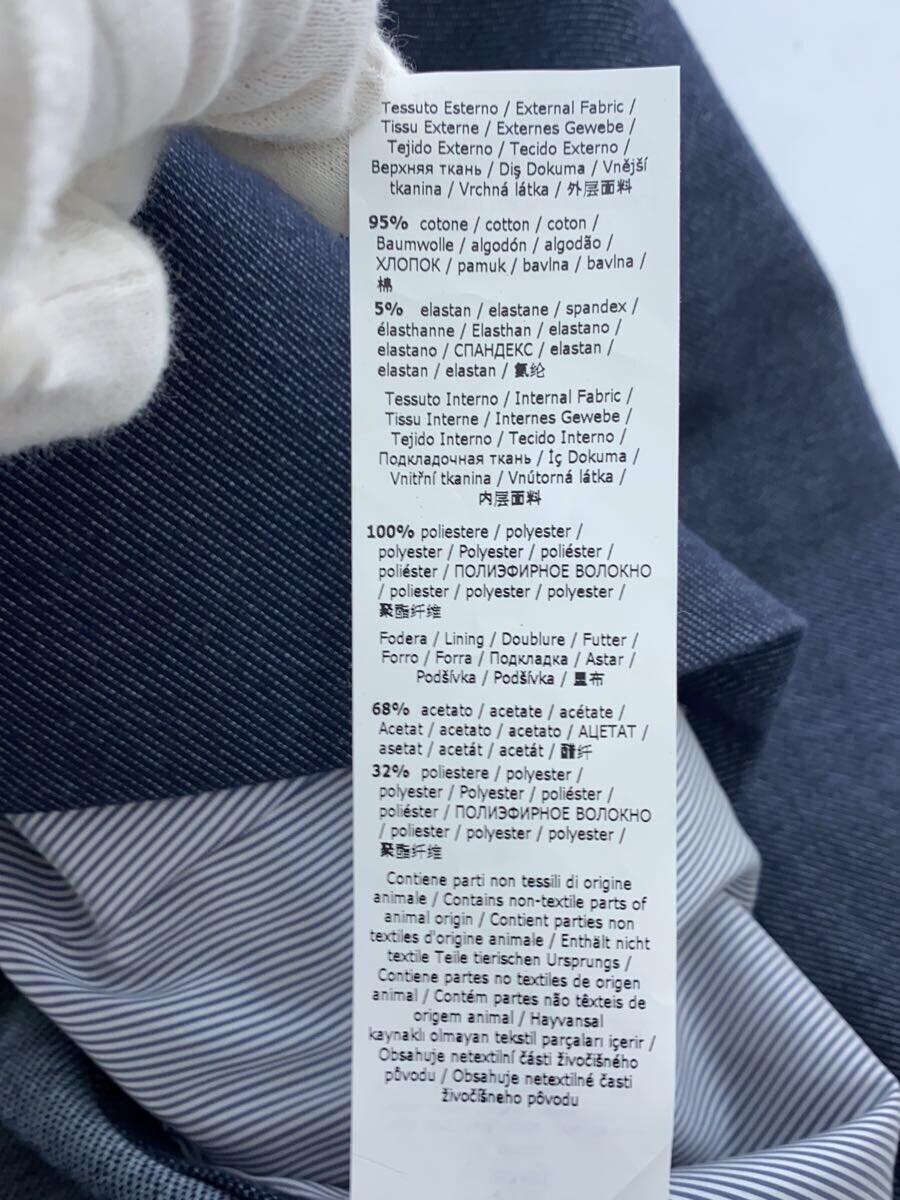 Tessuto Esterno / External Fabric /
Tissu Externe / Externes Gewebe /
Tejido Externo / Tecido Externo /
Верхняя ткань / Diş Dokuma / Vnější
tkanina / Vrchná látka / 外层面料
95% cotone / cotton / coton /
Baumwolle / algodón / algodão /
ХЛОПОК / pamuk / bavlna / bavlna /
棉
5% elastan / elastane / spandex /
élasthanne / Elasthan / elastano /
elastano / СПАНДЕКС / elastan /
elastan / elastan / 氨纶
Tessuto Interno / Internal Fabric /
Tissu Interne / Internes Gewebe /
Tejido Interno / Tecido Interno /
Подкладочная ткань / İç Dokuma /
Vnitřní tkanina / Vnútorná látka /
内层面料
100% poliestere / polyester /
polyester / Polyester / poliéster /
poliéster / ПОЛИЭФИРНОЕ ВОЛОКНО
/ poliester / polyester / polyester /
聚酯纤维
Fodera / Lining / Doublure / Futter /
Forro / Forra / Подкладка / Astar /
Podšívka / Podšívka / 里布
68% acetato / acetate / acétate /
Acetat / acetato / acetato / АЦЕТАТ /
asetat / acetát / acetát / 醋纤
32% poliestere / polyester /
polyester / Polyester / poliéster /
poliéster / ПОЛИЭФИРНОЕ ВОЛОКНО
/ poliester / polyester / polyester /
聚酯纤维
Contiene parti non tessili di origine
animale / Contains non-textile parts of
animal origin / Contient parties non
textiles d'origine animale / Enthält nicht
textile Teile tierischen Ursprungs /
Contiene partes no textiles de origen
animal / Contém partes não têxteis de
origem animal / Hayvansal
kaynaklı olmayan tekstil parçaları içerir /
Obsahuje netextilní části živočišného
původu / Obsahuje netextilné časti
živočíšneho pôvodu